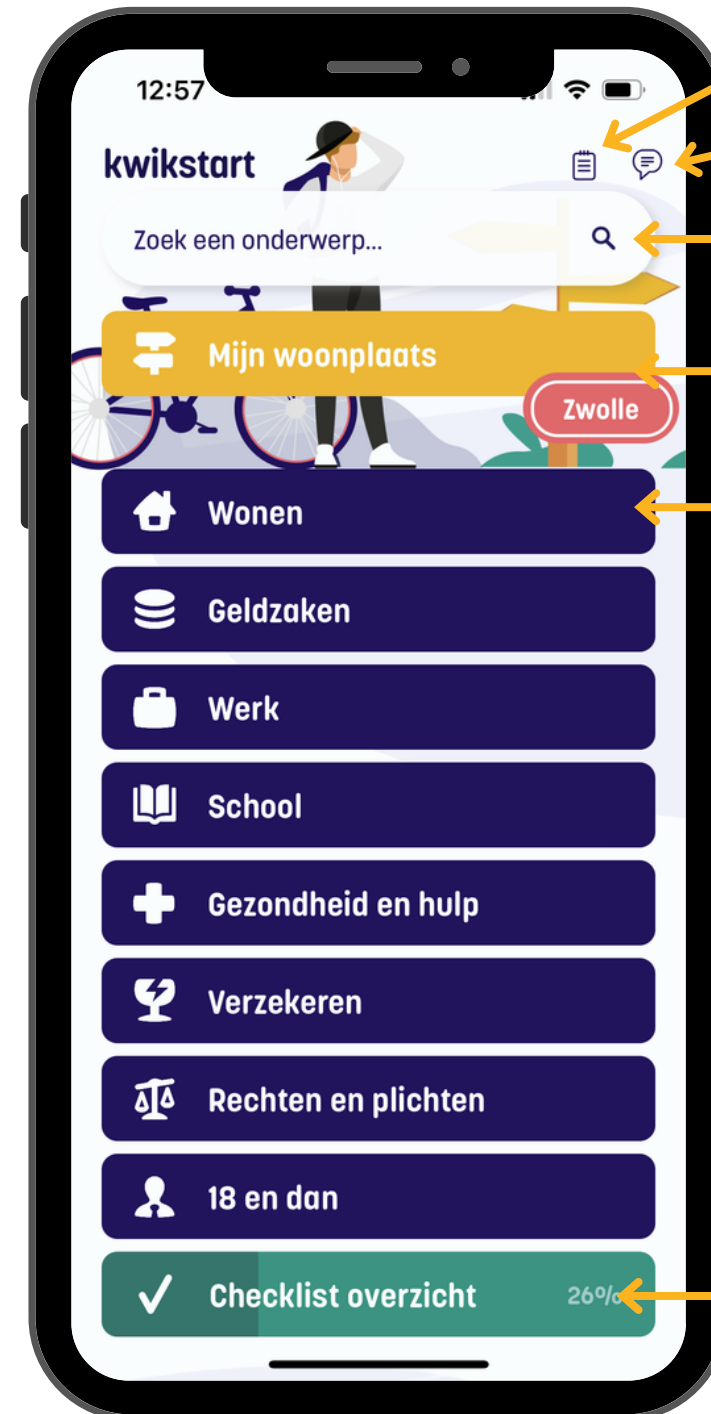 12:57
kwikstart
Zoek een onderwerp...
Mijn woonplaats
Zwolle
Wonen
Geldzaken
Werk
School
Gezondheid en hulp
Verzekeren
Rechten en plichten
18 en dan
Checklist overzicht
26%